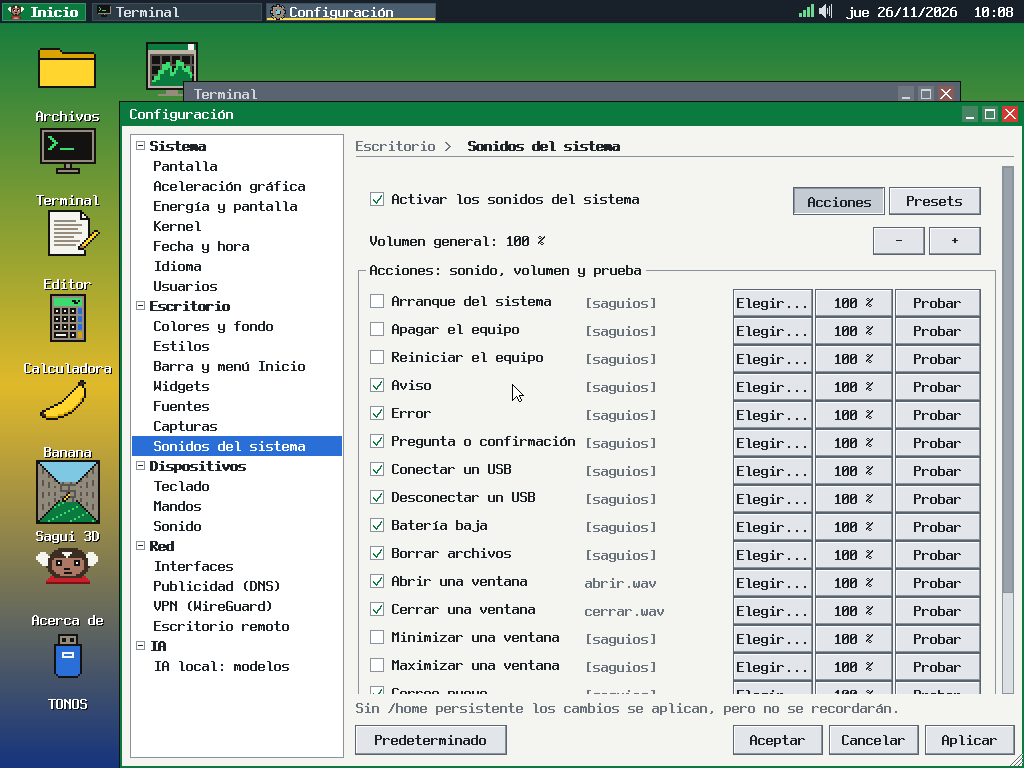 Inicio
Terminal
Configuración
jue 26/11/2026 10:08
Archivos
Terminal
Editor
Calculadora
Banana
Sagui 3D
Acerca de
TONOS
Terminal
Configuración
Sistema
Pantalla
Aceleración gráfica
Energía y pantalla
Kernel
Fecha y hora
Idioma
Usuarios
Escritorio
Colores y fondo
Estilos
Barra y menú Inicio
Widgets
Fuentes
Capturas
Sonidos del sistema
Dispositivos
Teclado
Mandos
Sonido
Red
Interfaces
Publicidad (DNS)
VPN (WireGuard)
Escritorio remoto
IA
IA local: modelos
Escritorio > Sonidos del sistema
Activar los sonidos del sistema Acciones Presets
Volumen general: 100 % - +
Acciones: sonido, volumen y prueba
Arranque del sistema [saguios] Elegir... 100 % Probar
Apagar el equipo [saguios] Elegir... 100 % Probar
Reiniciar el equipo [saguios] Elegir... 100 % Probar
Aviso [saguios] Elegir... 100 % Probar
Error [saguios] Elegir... 100 % Probar
Pregunta o confirmación [saguios] Elegir... 100 % Probar
Conectar un USB [saguios] Elegir... 100 % Probar
Desconectar un USB [saguios] Elegir... 100 % Probar
Batería baja [saguios] Elegir... 100 % Probar
Borrar archivos [saguios] Elegir... 100 % Probar
Abrir una ventana abrir.wav Elegir... 100 % Probar
Cerrar una ventana cerrar.wav Elegir... 100 % Probar
Minimizar una ventana [saguios] Elegir... 100 % Probar
Maximizar una ventana [saguios] Elegir... 100 % Probar
Correo nuevo [saguios] Elegir... 100 % Probar
Sin /home persistente los cambios se aplican, pero no se recordarán.
Predeterminado Aceptar Cancelar Aplicar